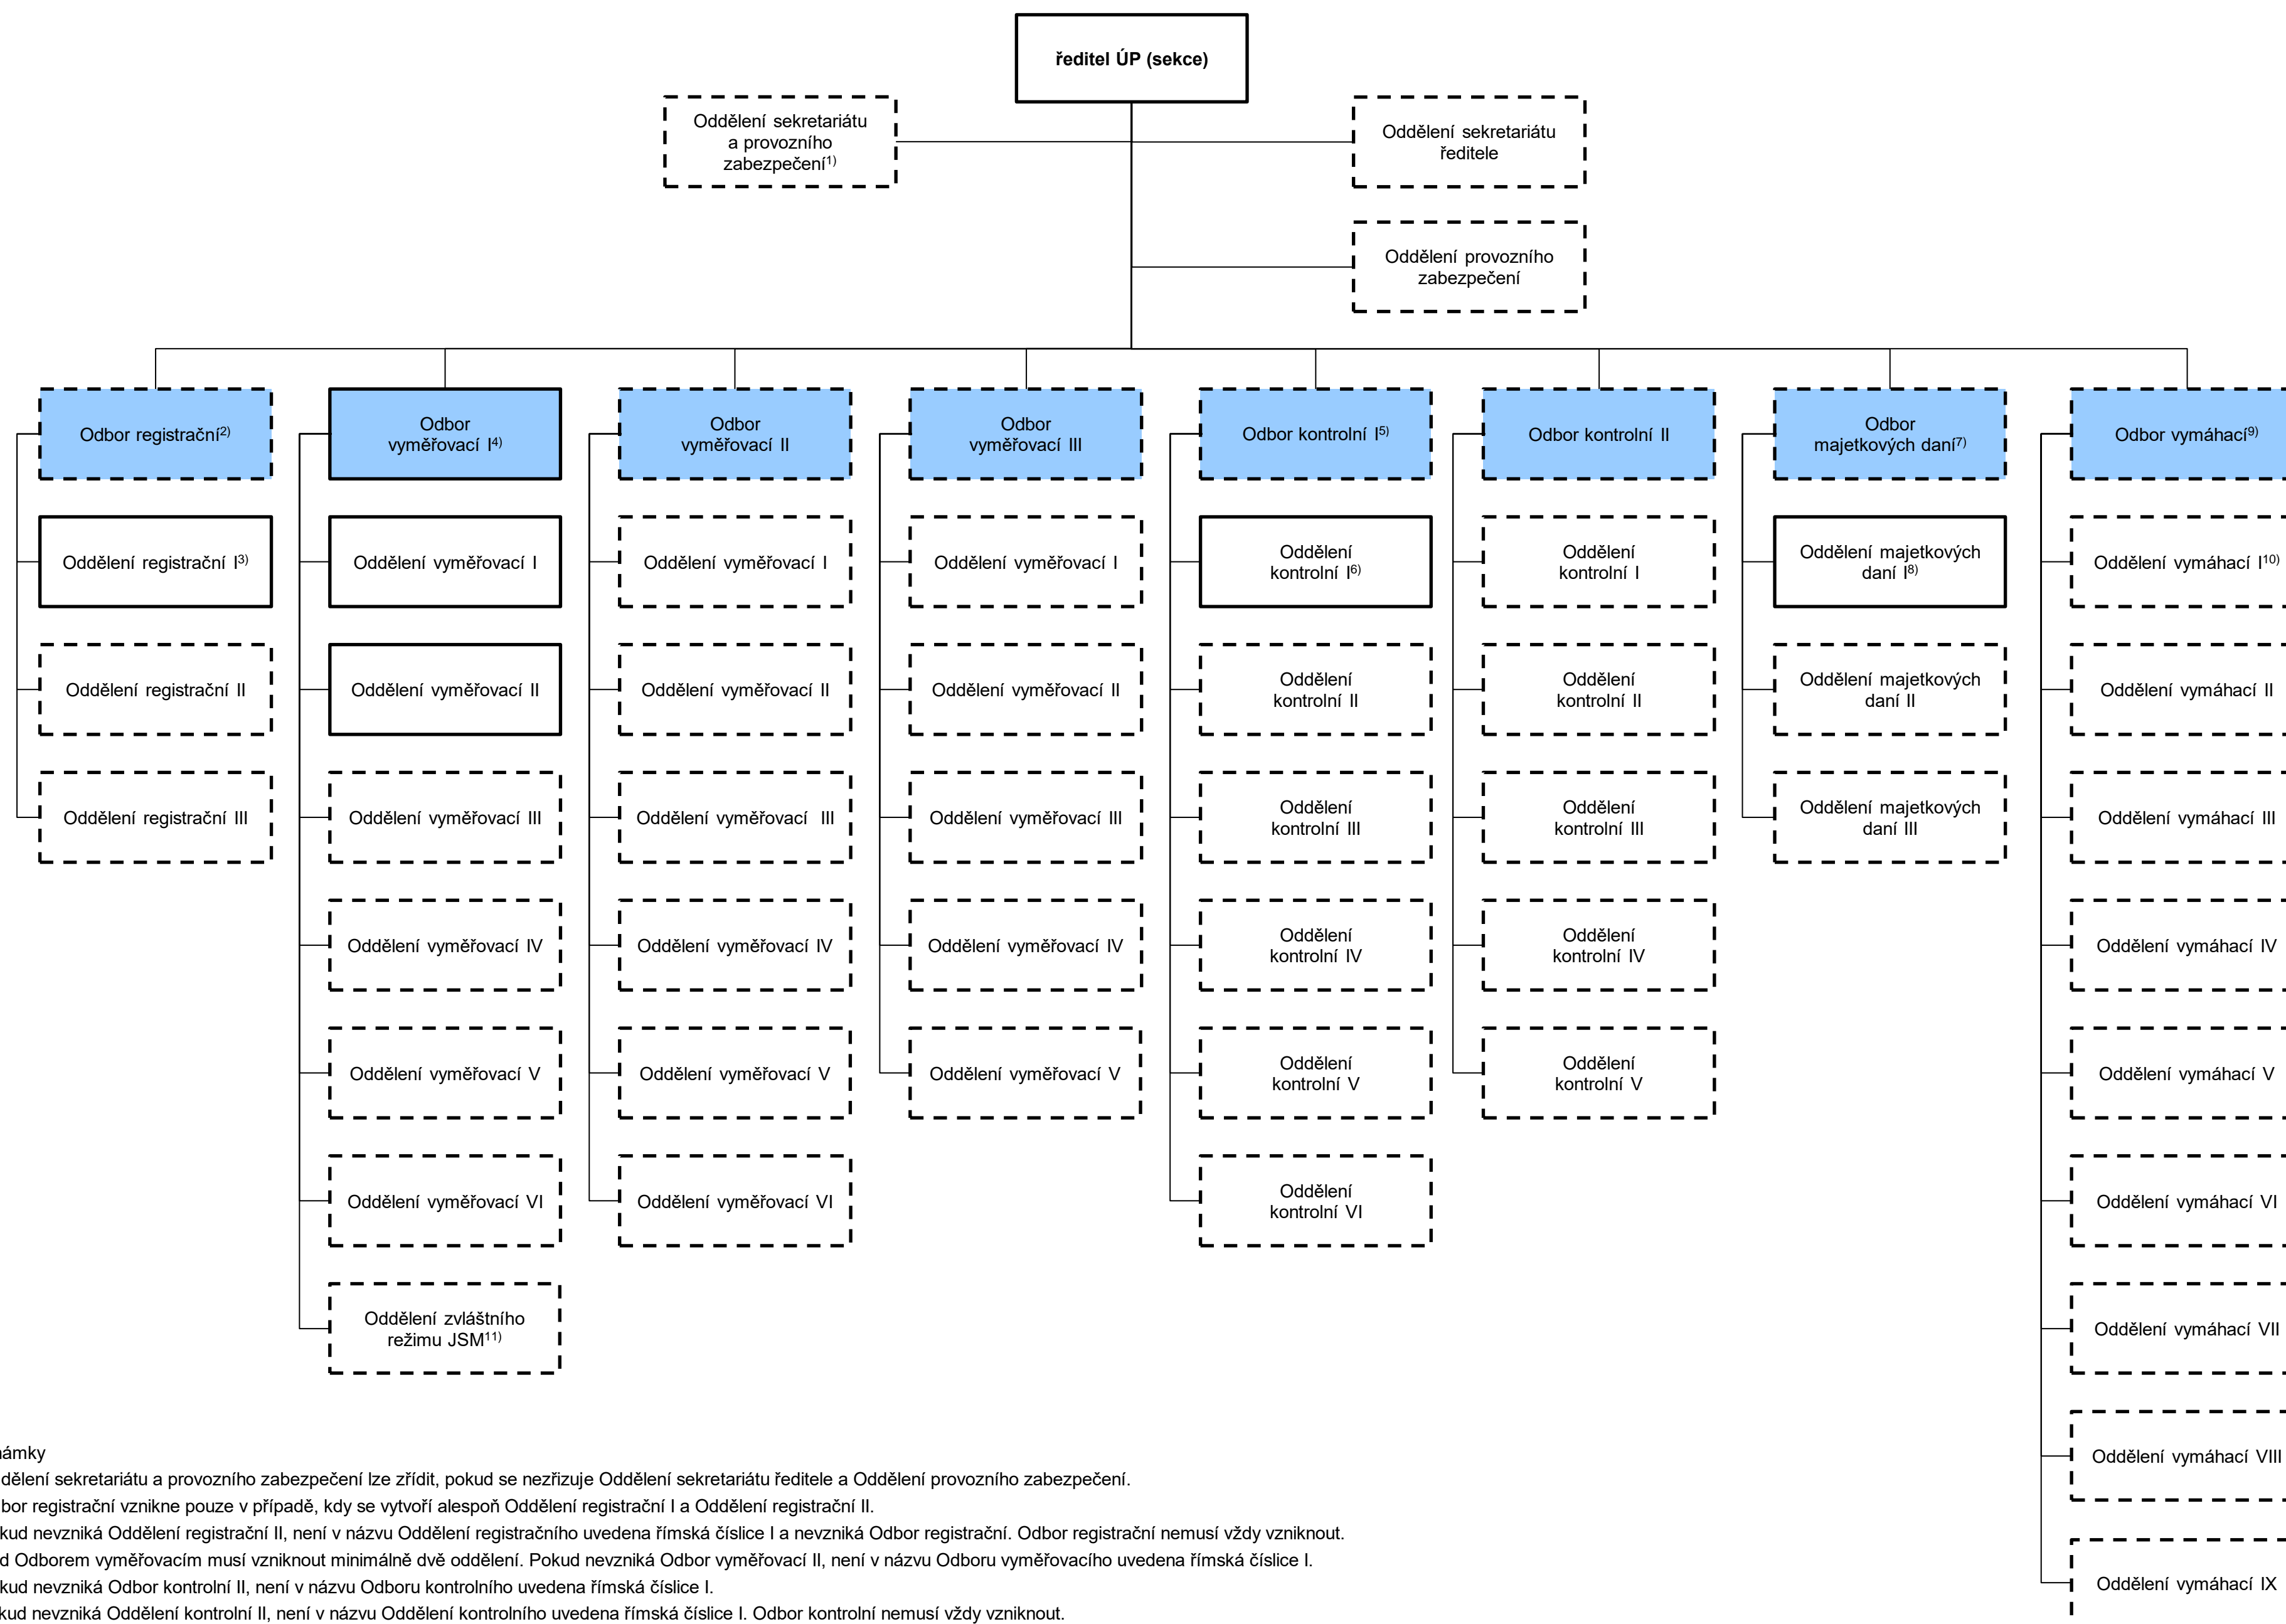 ředitel ÚP (sekce)
Oddělení sekretariátu
a provozního
zabezpečení1)
Oddělení sekretariátu
ředitele
Oddělení provozního
zabezpečení
Odbor registrační2)
Oddělení registrační I3)
Oddělení registrační II
Oddělení registrační III
Odbor
vyměřovací I4)
Oddělení vyměřovací I
Oddělení vyměřovací II
Oddělení vyměřovací III
Oddělení vyměřovací IV
Oddělení vyměřovací V
Oddělení vyměřovací VI
Oddělení zvláštního
režimu JSM11)
Odbor
vyměřovací II
Oddělení vyměřovací I
Oddělení vyměřovací II
Oddělení vyměřovací III
Oddělení vyměřovací IV
Oddělení vyměřovací V
Oddělení vyměřovací VI
Odbor
vyměřovací III
Oddělení vyměřovací I
Oddělení vyměřovací II
Oddělení vyměřovací III
Oddělení vyměřovací IV
Oddělení vyměřovací V
Odbor kontrolní I5)
Oddělení
kontrolní I6)
Oddělení
kontrolní II
Oddělení
kontrolní III
Oddělení
kontrolní IV
Oddělení
kontrolní V
Oddělení
kontrolní VI
Odbor kontrolní II
Oddělení
kontrolní I
Oddělení
kontrolní II
Oddělení
kontrolní III
Oddělení
kontrolní IV
Oddělení
kontrolní V
Odbor
majetkových daní7)
Oddělení majetkových
daní I8)
Oddělení majetkových
daní II
Oddělení majetkových
daní III
Odbor vymáhací9)
Oddělení vymáhací I10)
Oddělení vymáhací II
Oddělení vymáhací III
Oddělení vymáhací IV
Oddělení vymáhací V
Oddělení vymáhací VI
Oddělení vymáhací VII
Oddělení vymáhací VIII
Oddělení vymáhací IX
námky
dělení sekretariátu a provozního zabezpečení lze zřídit, pokud se nezřizuje Oddělení sekretariátu ředitele a Oddělení provozního zabezpečení.
bor registrační vznikne pouze v případě, kdy se vytvoří alespoň Oddělení registrační I a Oddělení registrační II.
kud nevzniká Oddělení registrační II, není v názvu Oddělení registračního uvedena římská číslice I a nevzniká Odbor registrační. Odbor registrační nemusí vždy vzniknout.
d Odborem vyměřovacím musí vzniknout minimálně dvě oddělení. Pokud nevzniká Odbor vyměřovací II, není v názvu Odboru vyměřovacího uvedena římská číslice I.
kud nevzniká Odbor kontrolní II, není v názvu Odboru kontrolního uvedena římská číslice I.
kud nevzniká Oddělení kontrolní II, není v názvu Oddělení kontrolního uvedena římská číslice I. Odbor kontrolní nemusí vždy vzniknout.